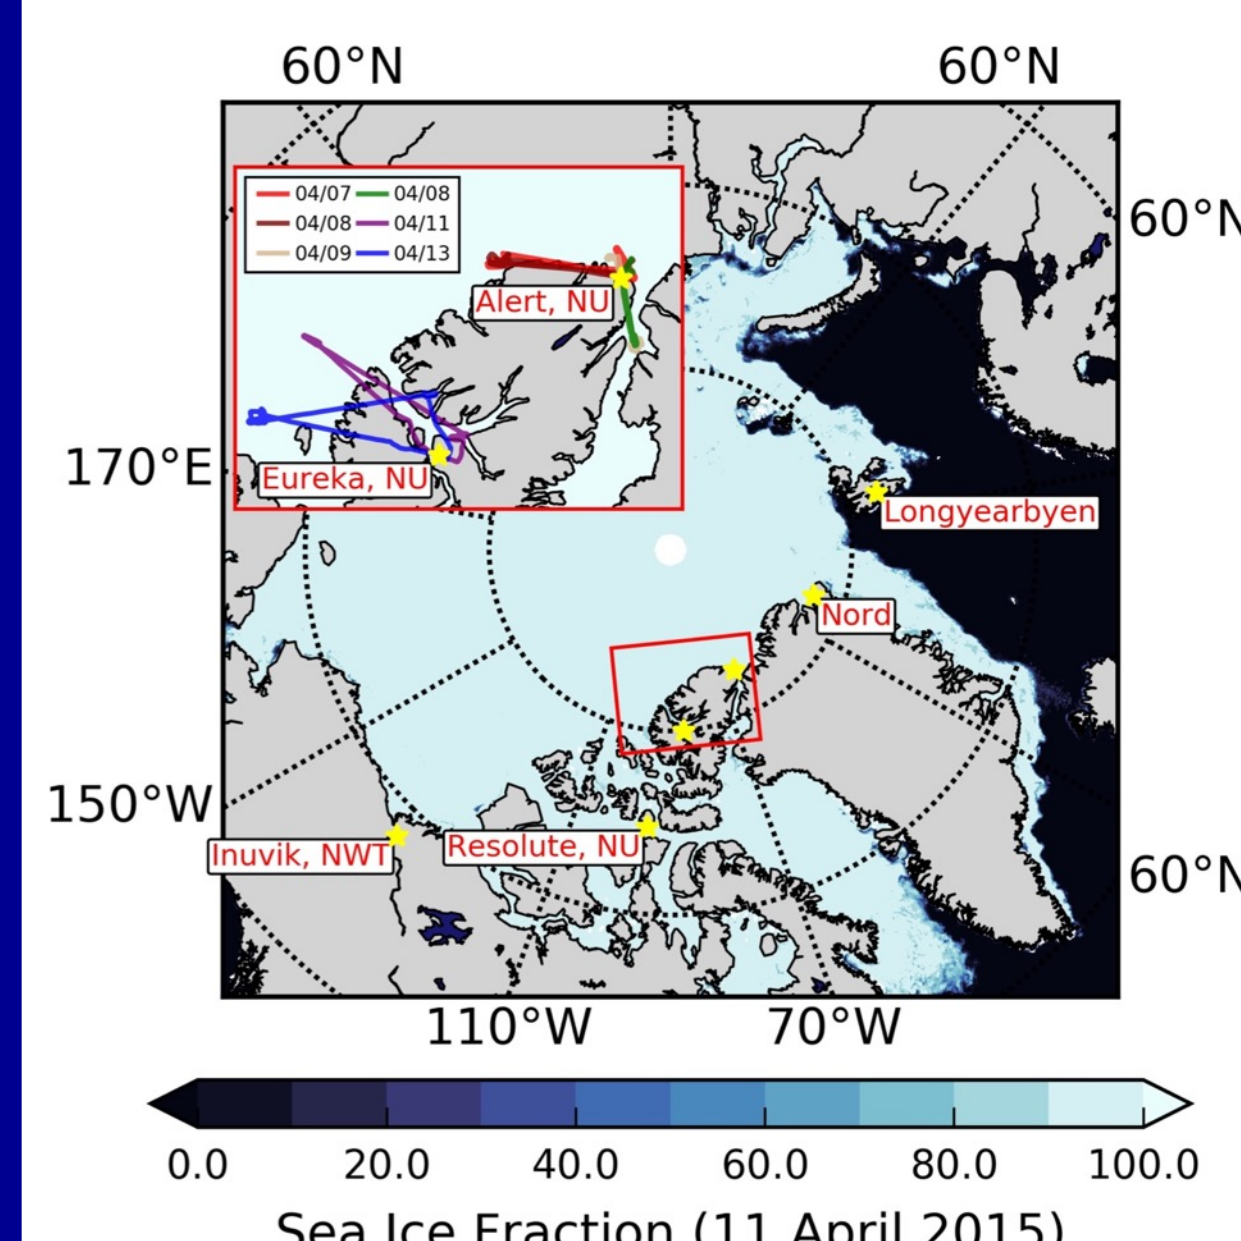 60°N 60°N
04/07 04/08
04/08 04/11
04/09 04/13
60°N
Alert, NU
170°E
Eureka, NU
Longyearbyen
Nord
150°W
Inuvik, NWT
Resolute, NU
60°N
110°W 70°W
0.0 20.0 40.0 60.0 80.0 100.0
Sea Ice Fraction (11 April 2015)